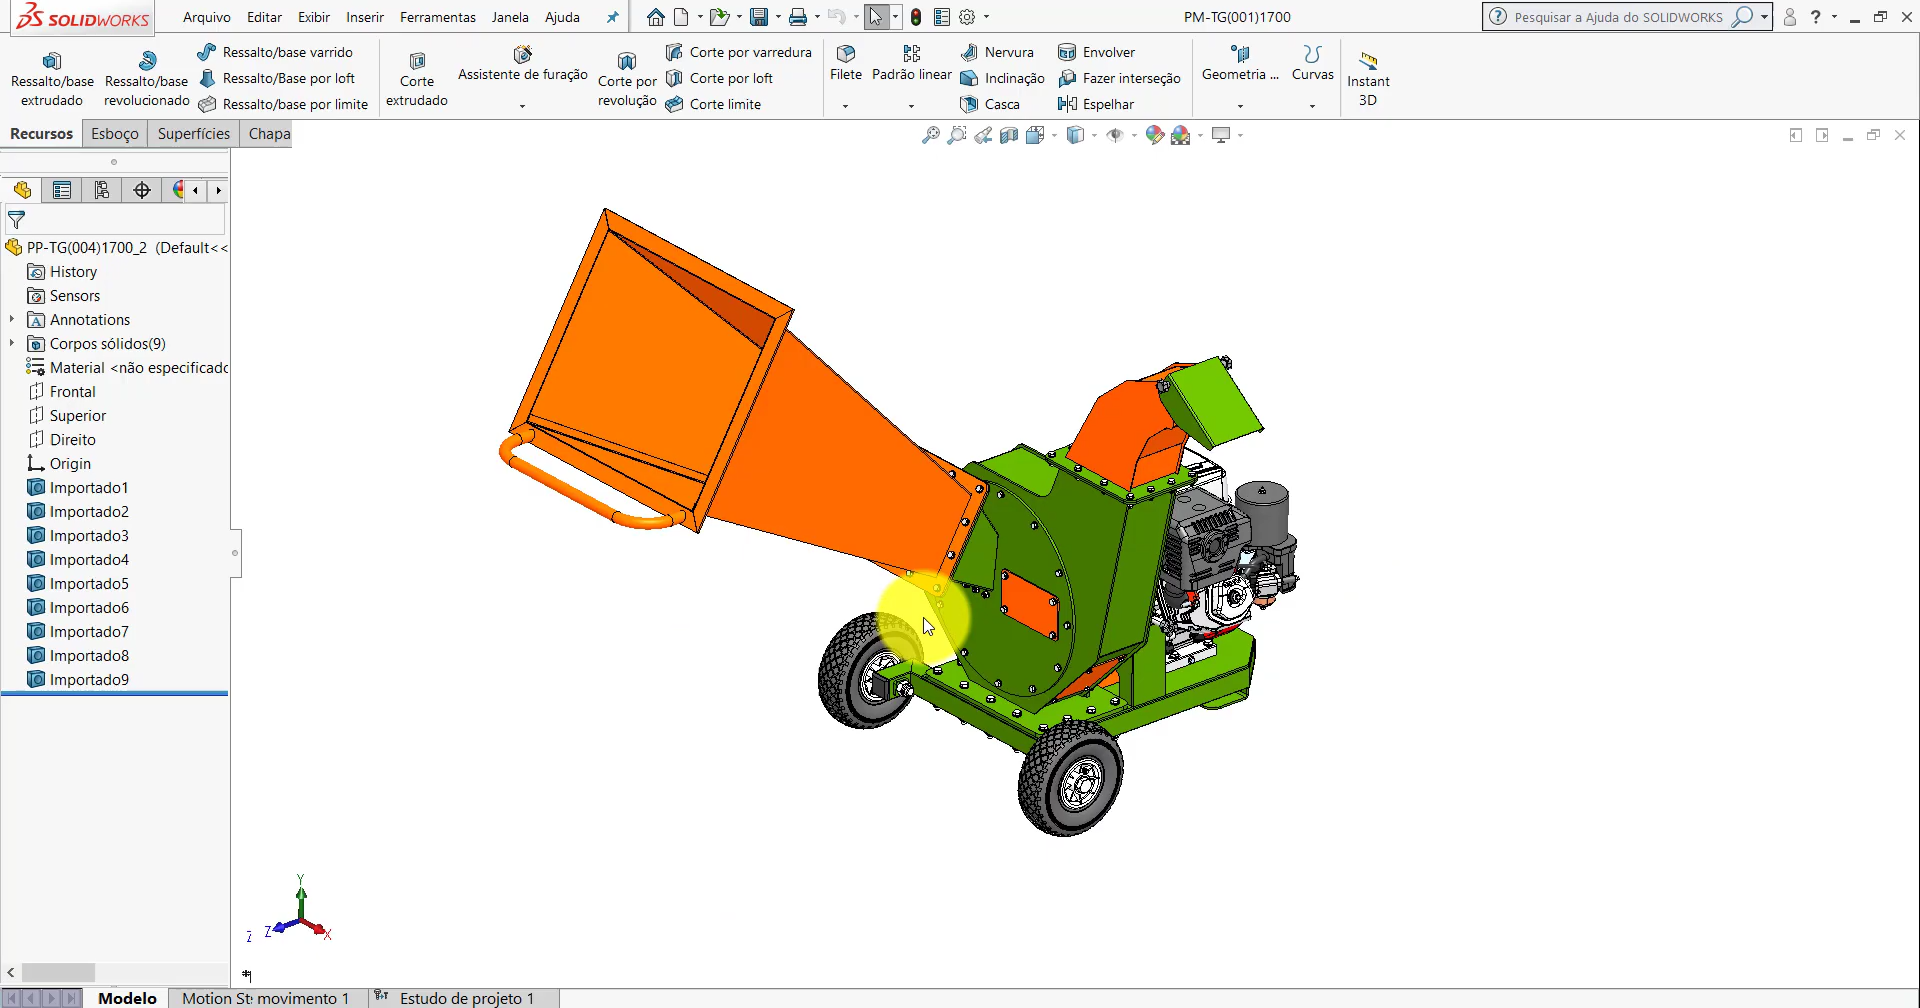 SOLIDWORKS
Arquivo Editar Exibir Inserir Ferramentas Janela Ajuda
PM-TG(001)1700
Pesquisar a Ajuda do SOLIDWORKS
Ressalto/base extrudado
Ressalto/base revolucionado
Ressalto/base varrido
Ressalto/Base por loft
Ressalto/base por limite
Corte extrudado
Assistente de furação
Corte por revolução
Corte por varredura
Corte por loft
Corte limite
Filete
Padrão linear
Nervura
Inclinação
Casca
Envolver
Fazer interseção
Espelhar
Geometria ...
Curvas
Instant 3D
Recursos Esboço Superfícies Chapa
PP-TG(004)1700_2 (Default<<
History
Sensors
Annotations
Corpos sólidos(9)
Material <não especificado
Frontal
Superior
Direito
Origin
Importado1
Importado2
Importado3
Importado4
Importado5
Importado6
Importado7
Importado8
Importado9
Y
Z Z X
Modelo Motion St movimento 1 Estudo de projeto 1